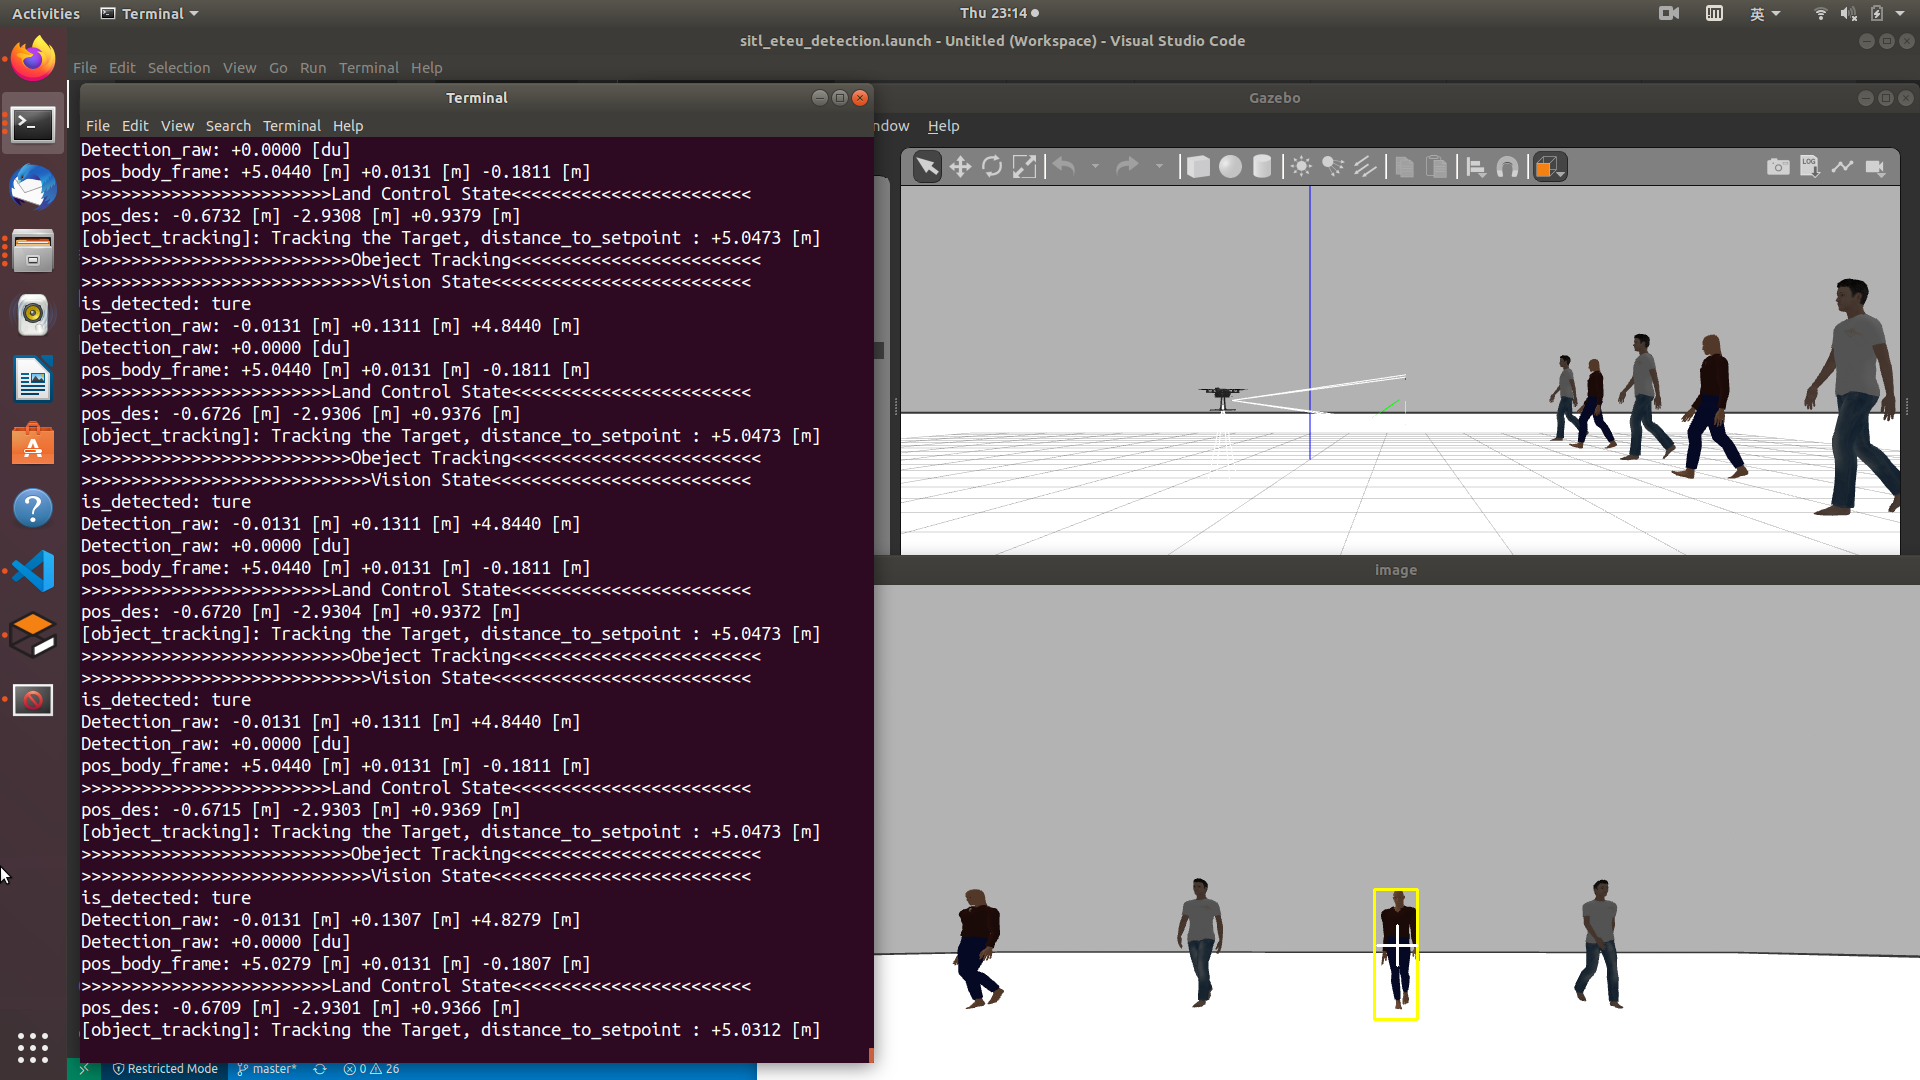 Activities
Terminal
Thu 23:14
英
sitl_eteu_detection.launch - Untitled (Workspace) - Visual Studio Code
File Edit Selection View Go Run Terminal Help
Terminal
Gazebo
File Edit View Search Terminal Help
ndow Help
LOG
Detection_raw: +0.0000 [du]
pos_body_frame: +5.0440 [m] +0.0131 [m] -0.1811 [m]
>>>>>>>>>>>>>>>>>>>>>>>>>Land Control State<<<<<<<<<<<<<<<<<<<<<<<<
pos_des: -0.6732 [m] -2.9308 [m] +0.9379 [m]
[object_tracking]: Tracking the Target, distance_to_setpoint : +5.0473 [m]
>>>>>>>>>>>>>>>>>>>>>>>>>>>Obeject Tracking<<<<<<<<<<<<<<<<<<<<<<<<<
>>>>>>>>>>>>>>>>>>>>>>>>>>>>>Vision State<<<<<<<<<<<<<<<<<<<<<<<<<<
is_detected: ture
Detection_raw: -0.0131 [m] +0.1311 [m] +4.8440 [m]
Detection_raw: +0.0000 [du]
pos_body_frame: +5.0440 [m] +0.0131 [m] -0.1811 [m]
>>>>>>>>>>>>>>>>>>>>>>>>>Land Control State<<<<<<<<<<<<<<<<<<<<<<<<
pos_des: -0.6726 [m] -2.9306 [m] +0.9376 [m]
[object_tracking]: Tracking the Target, distance_to_setpoint : +5.0473 [m]
>>>>>>>>>>>>>>>>>>>>>>>>>>>Obeject Tracking<<<<<<<<<<<<<<<<<<<<<<<<<
>>>>>>>>>>>>>>>>>>>>>>>>>>>>>Vision State<<<<<<<<<<<<<<<<<<<<<<<<<<
is_detected: ture
Detection_raw: -0.0131 [m] +0.1311 [m] +4.8440 [m]
Detection_raw: +0.0000 [du]
pos_body_frame: +5.0440 [m] +0.0131 [m] -0.1811 [m]
>>>>>>>>>>>>>>>>>>>>>>>>>Land Control State<<<<<<<<<<<<<<<<<<<<<<<<
pos_des: -0.6720 [m] -2.9304 [m] +0.9372 [m]
[object_tracking]: Tracking the Target, distance_to_setpoint : +5.0473 [m]
>>>>>>>>>>>>>>>>>>>>>>>>>>>Obeject Tracking<<<<<<<<<<<<<<<<<<<<<<<<<
>>>>>>>>>>>>>>>>>>>>>>>>>>>>>Vision State<<<<<<<<<<<<<<<<<<<<<<<<<<
is_detected: ture
Detection_raw: -0.0131 [m] +0.1311 [m] +4.8440 [m]
Detection_raw: +0.0000 [du]
pos_body_frame: +5.0440 [m] +0.0131 [m] -0.1811 [m]
>>>>>>>>>>>>>>>>>>>>>>>>>Land Control State<<<<<<<<<<<<<<<<<<<<<<<<
pos_des: -0.6715 [m] -2.9303 [m] +0.9369 [m]
[object_tracking]: Tracking the Target, distance_to_setpoint : +5.0473 [m]
>>>>>>>>>>>>>>>>>>>>>>>>>>>Obeject Tracking<<<<<<<<<<<<<<<<<<<<<<<<<
>>>>>>>>>>>>>>>>>>>>>>>>>>>>>Vision State<<<<<<<<<<<<<<<<<<<<<<<<<<
is_detected: ture
Detection_raw: -0.0131 [m] +0.1307 [m] +4.8279 [m]
Detection_raw: +0.0000 [du]
pos_body_frame: +5.0279 [m] +0.0131 [m] -0.1807 [m]
>>>>>>>>>>>>>>>>>>>>>>>>>Land Control State<<<<<<<<<<<<<<<<<<<<<<<<
pos_des: -0.6709 [m] -2.9301 [m] +0.9366 [m]
[object_tracking]: Tracking the Target, distance_to_setpoint : +5.0312 [m]
image
Restricted Mode master* 0 26